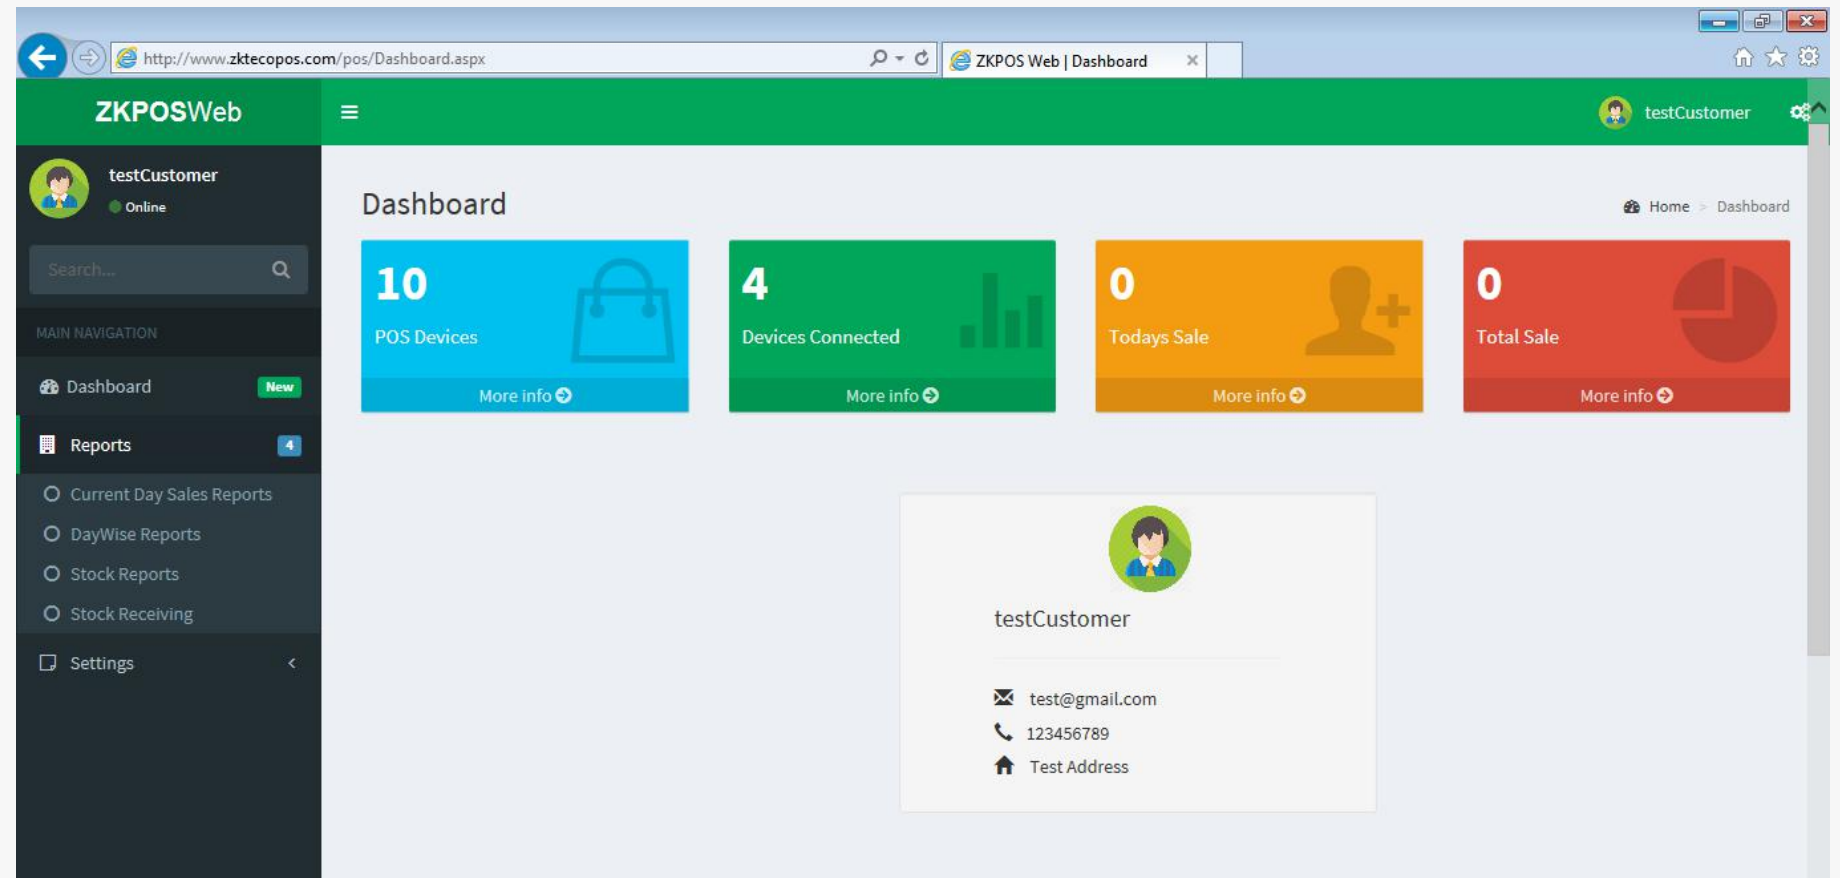 http://www.zktecopos.com/pos/Dashboard.aspx
ZKPOS Web | Dashboard
ZKPOSWeb
testCustomer
testCustomer
Online
Search...
MAIN NAVIGATION
Dashboard New
Reports 4
Current Day Sales Reports
DayWise Reports
Stock Reports
Stock Receiving
Settings
Dashboard
Home > Dashboard
10
POS Devices
More info
4
Devices Connected
More info
0
Todays Sale
More info
0
Total Sale
More info
testCustomer
test@gmail.com
123456789
Test Address